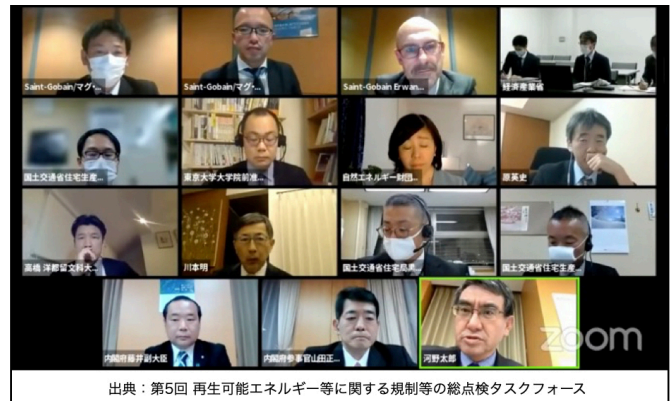 Saint-Gobain/マグ・...
Saint-Gobain/マグ・...
Saint-Gobain Erwan...
経済産業省
国土交通省住宅生産...
東京大学大学院前准...
自然エネルギー財団...
原英史
高橋 洋都留文科大...
川本明
国土交通省住宅局黒...
国土交通省住宅生産...
内閣府藤井副大臣
内閣府参事官山田正...
河野太郎
zoom
出典：第5回 再生可能エネルギー等に関する規制等の総点検タスクフォース